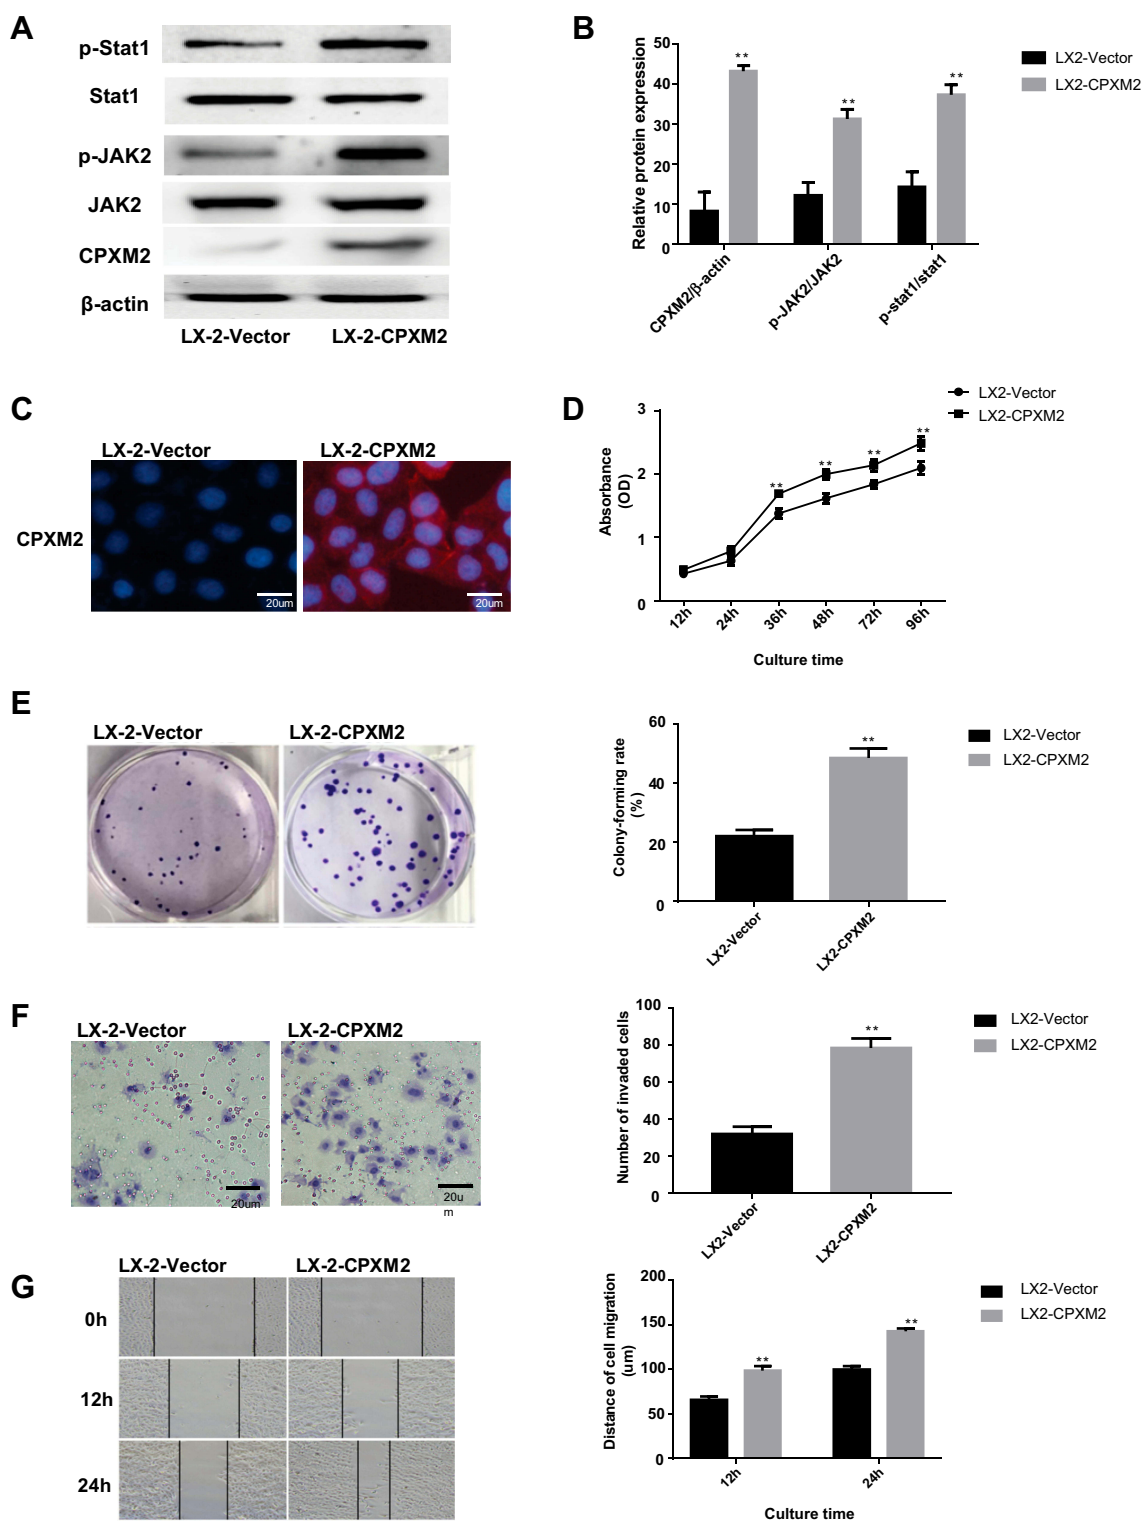 A
p-Stat1
Stat1
p-JAK2
JAK2
CPXM2
β-actin
LX-2-Vector LX-2-CPXM2
B
Relative protein expression
50
40
30
20
10
0
** ** **
CPXM2/β-actin
p-JAK2/JAK2
p-stat1/stat1
LX2-Vector
LX2-CPXM2
C
LX-2-Vector LX-2-CPXM2
CPXM2
20um 20um
D
Absorbance
(OD)
3
2
1
0
** ** ** **
12h 24h 36h 48h 72h 96h
Culture time
LX2-Vector
LX2-CPXM2
E
LX-2-Vector LX-2-CPXM2
Colony-forming rate
(%)
60
40
20
0
**
LX2-Vector
LX2-CPXM2
LX2-Vector
LX2-CPXM2
F
LX-2-Vector LX-2-CPXM2
20um 20u
m
Number of invaded cells
100
80
60
40
20
0
**
LX2-Vector
LX2-CPXM2
LX2-Vector
LX2-CPXM2
G
LX-2-Vector LX-2-CPXM2
0h
12h
24h
Distance of cell migration
(um)
200
150
100
50
0
** **
12h 24h
Culture time
LX2-Vector
LX2-CPXM2